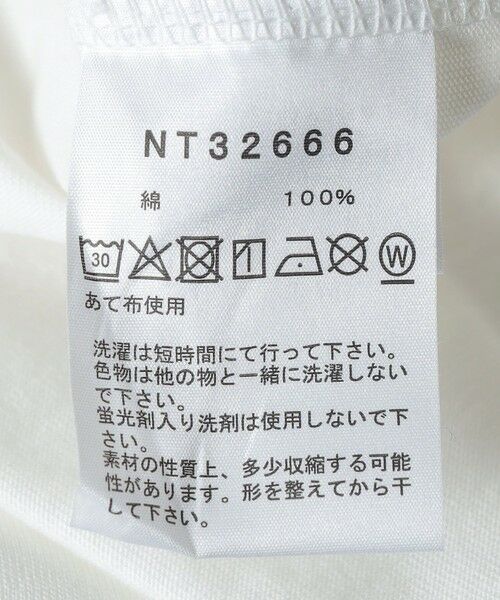 NT32666
綿 100%
30 W
あて布使用
洗濯は短時間にて行って下さい。
色物は他の物と一緒に洗濯しない
で下さい。
蛍光剤入り洗剤は使用しないで下
さい。
素材の性質上、多少収縮する可能
性があります。形を整えてから干
して下さい。